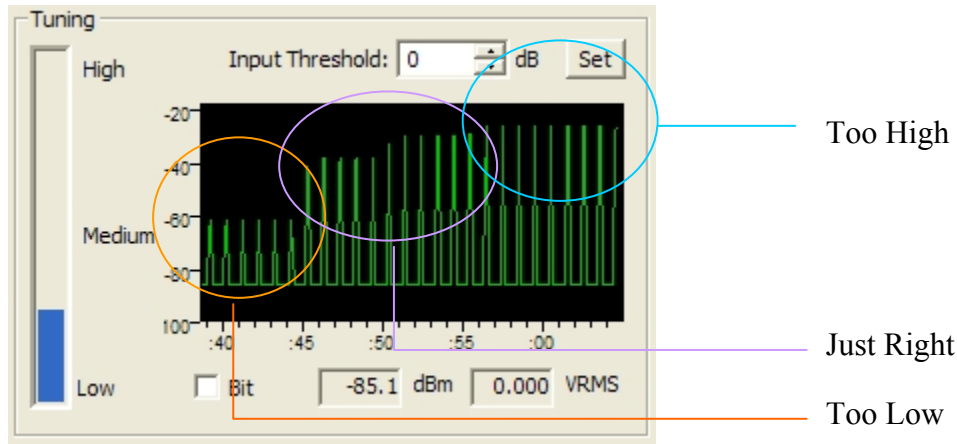 Tuning
High
Input Threshold: 0 dB Set
-20
Too High
-40
-60
Medium
-80
100
:40 :45 :50 :55 :00
Just Right
Low
Bit -85.1 dBm 0.000 VRMS
Too Low